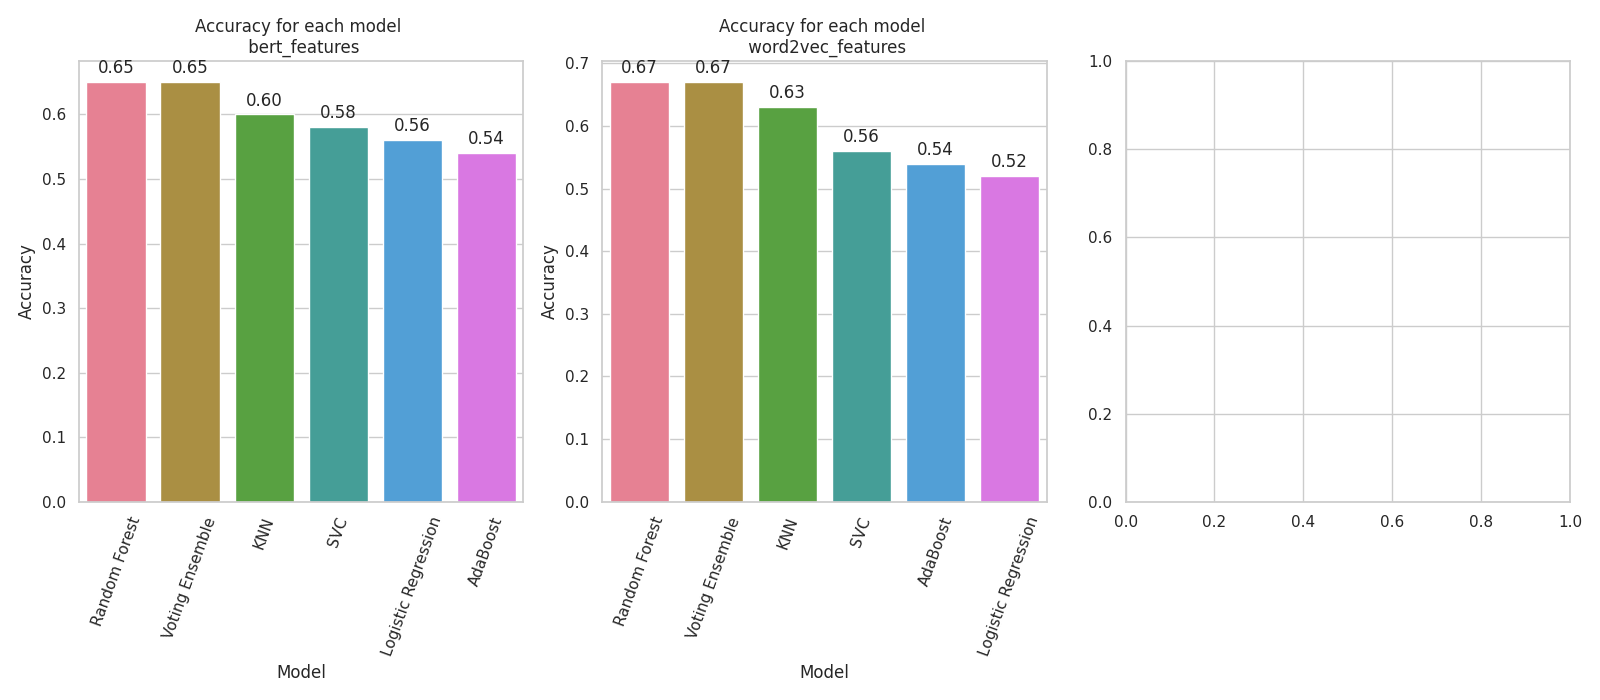 Accuracy for each model
bert_features
0.65
0.65
0.60
0.58
0.56
0.54
0.6
0.5
0.4
0.3
0.2
0.1
0.0
Accuracy
Random Forest
Voting Ensemble
KNN
SVC
Logistic Regression
AdaBoost
Model
Accuracy for each model
word2vec_features
0.67
0.67
0.63
0.56
0.54
0.52
0.7
0.6
0.5
0.4
0.3
0.2
0.1
0.0
Accuracy
Random Forest
Voting Ensemble
KNN
SVC
AdaBoost
Logistic Regression
Model
1.0
0.8
0.6
0.4
0.2
0.0
0.0 0.2 0.4 0.6 0.8 1.0